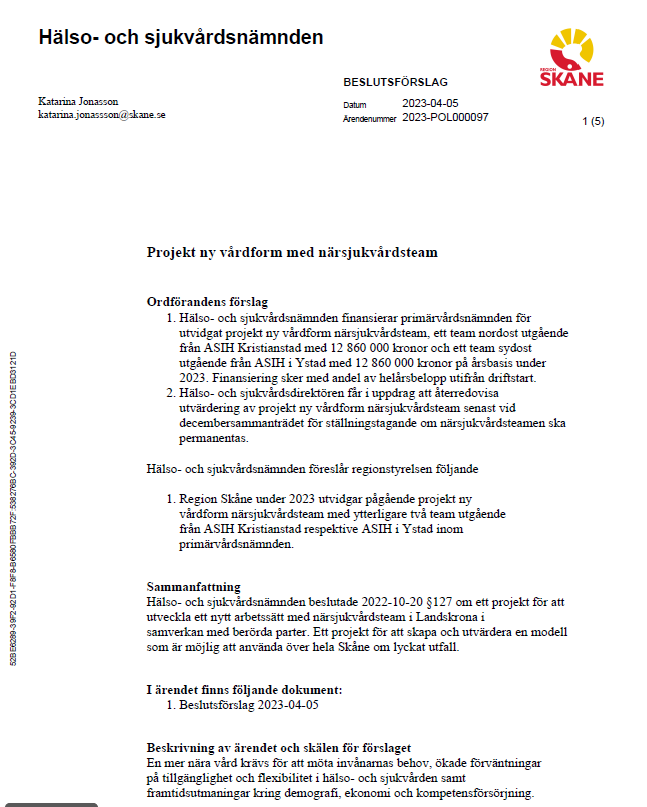 Hälso- och sjukvårdsnämnden
REGION
SKÅNE
BESLUTSFÖRSLAG
Katarina Jonasson
katarina.jonassson@skane.se
Datum 2023-04-05
Ärendenummer 2023-POL000097
1 (5)
Projekt ny vårdform med närsjukvårdsteam
Ordförandens förslag
1. Hälso- och sjukvårdsnämnden finansierar primärvårdsnämnden för
utvidgat projekt ny vårdform närsjukvårdsteam, ett team nordost utgående
från ASIH Kristianstad med 12 860 000 kronor och ett team sydost
utgående från ASIH i Ystad med 12 860 000 kronor på årsbasis under
2023. Finansiering sker med andel av helårsbelopp utifrån driftstart.
2. Hälso- och sjukvårdsdirektören får i uppdrag att återredovisa
utvärdering av projekt ny vårdform närsjukvårdsteam senast vid
decembersammanträdet för ställningstagande om närsjukvårdsteamen ska
permanentas.
Hälso- och sjukvårdsnämnden föreslår regionstyrelsen följande
1. Region Skåne under 2023 utvidgar pågående projekt ny
vårdform närsjukvårdsteam med ytterligare två team utgående
från ASIH Kristianstad respektive ASIH i Ystad inom
primärvårdsnämnden.
Sammanfattning
Hälso- och sjukvårdsnämnden beslutade 2022-10-20 §127 om ett projekt för att
utveckla ett nytt arbetssätt med närsjukvårdsteam i Landskrona i
samverkan med berörda parter. Ett projekt för att skapa och utvärdera en modell
som är möjlig att använda över hela Skåne om lyckat utfall.
I ärendet finns följande dokument:
1. Beslutsförslag 2023-04-05
Beskrivning av ärendet och skälen för förslaget
En mer nära vård krävs för att möta invånarnas behov, ökade förväntningar
på tillgänglighet och flexibilitet i hälso- och sjukvården samt
framtidsutmaningar kring demografi, ekonomi och kompetensförsörjning.